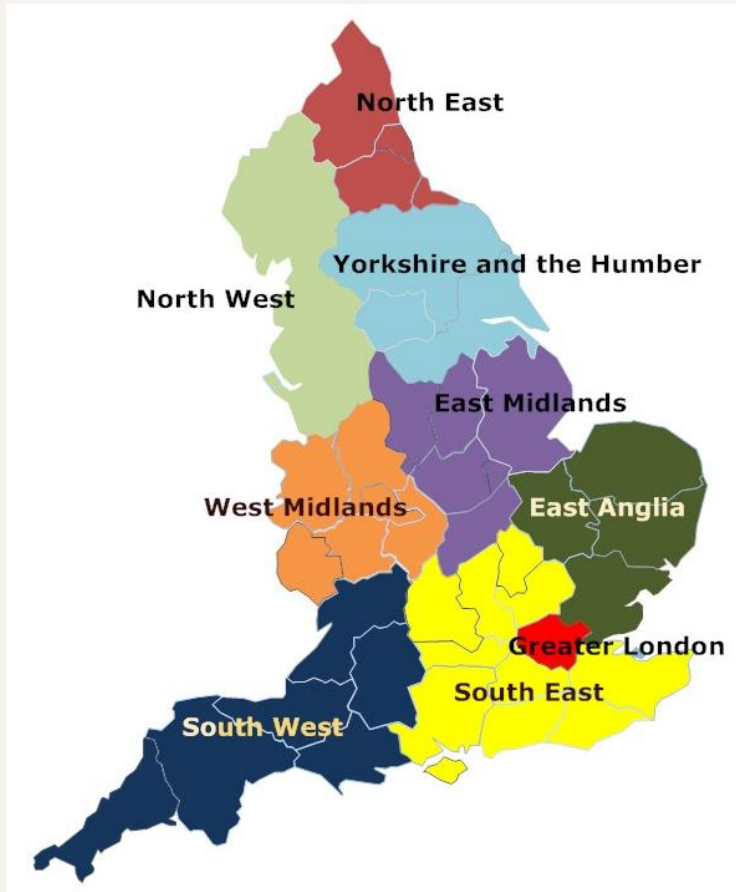 North East
Yorkshire and the Humber
North West
East Midlands
West Midlands
East Anglia
Greater London
South East
South West